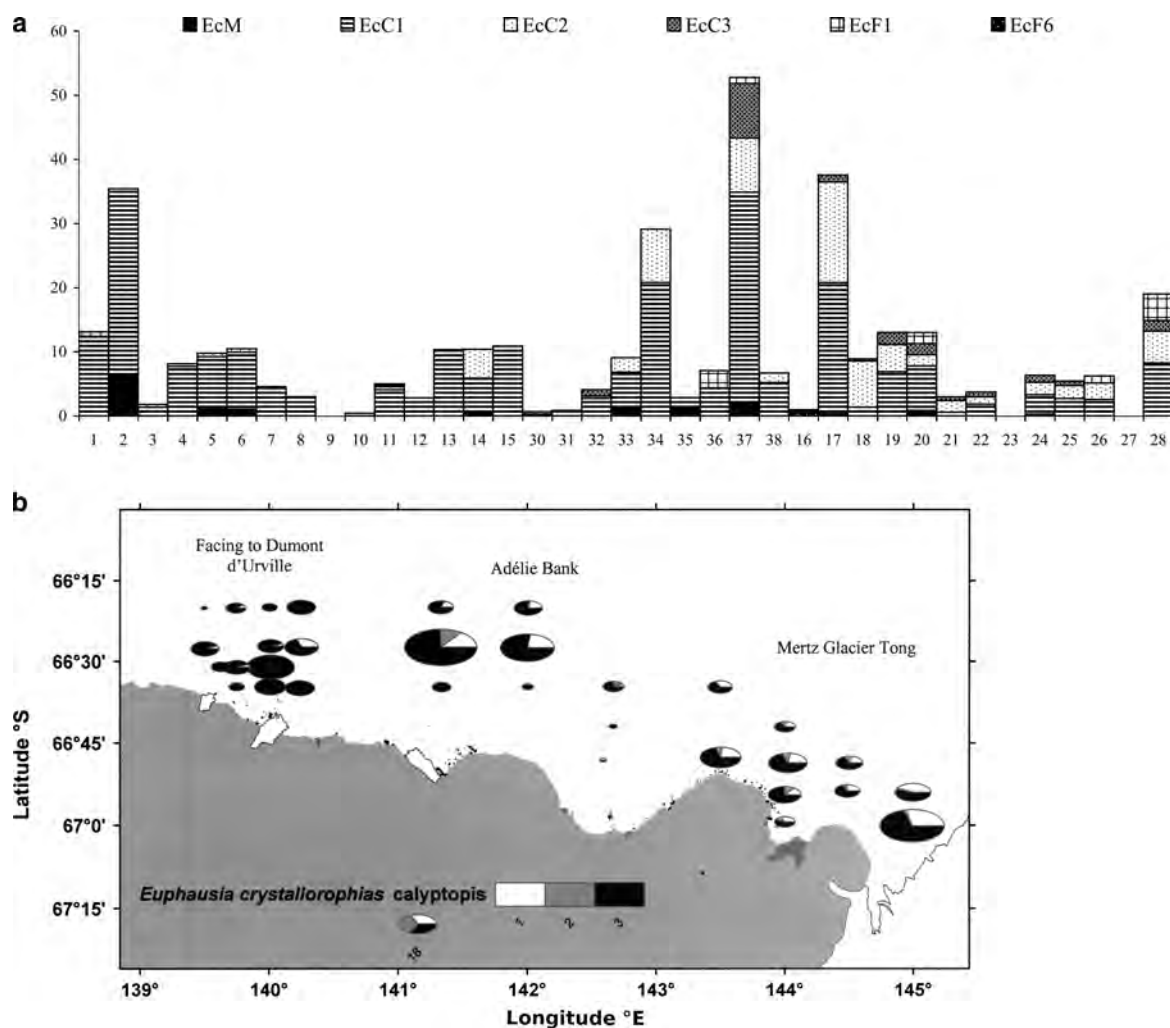 a
EcM EcC1 EcC2 EcC3 EcF1 EcF6
60
50
40
30
20
10
0
1 2 3 4 5 6 7 8 9 10 11 12 13 14 15 30 31 32 33 34 35 36 37 38 16 17 18 19 20 21 22 23 24 25 26 27 28
b
Facing to Dumont
d'Urville
Adélie Bank
Mertz Glacier Tong
66°15'
66°30'
66°45'
67°0'
67°15'
Latitude °S
Euphausia crystallorophias calyptopis
1 2 3
18
139° 140° 141° 142° 143° 144° 145°
Longitude °E